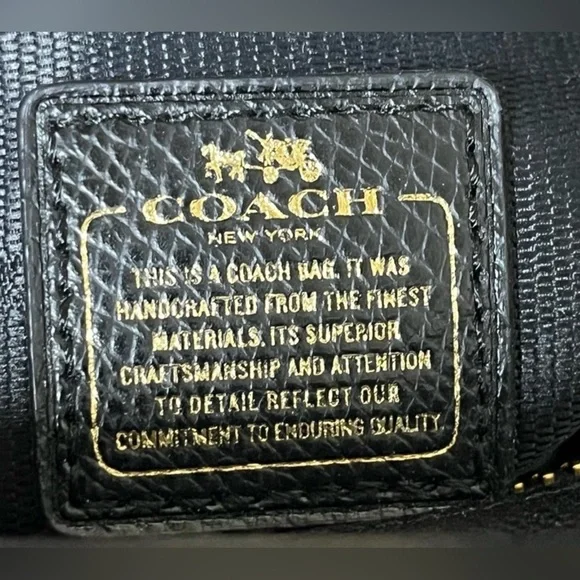 COACH
NEW YORK
THIS IS A COACH BAG. IT WAS
HANDCRAFTED FROM THE FINEST
MATERIALS. ITS SUPERIOR
CRAFTSMANSHIP AND ATTENTION
TO DETAIL REFLECT OUR
COMMITMENT TO ENDURING QUALITY.